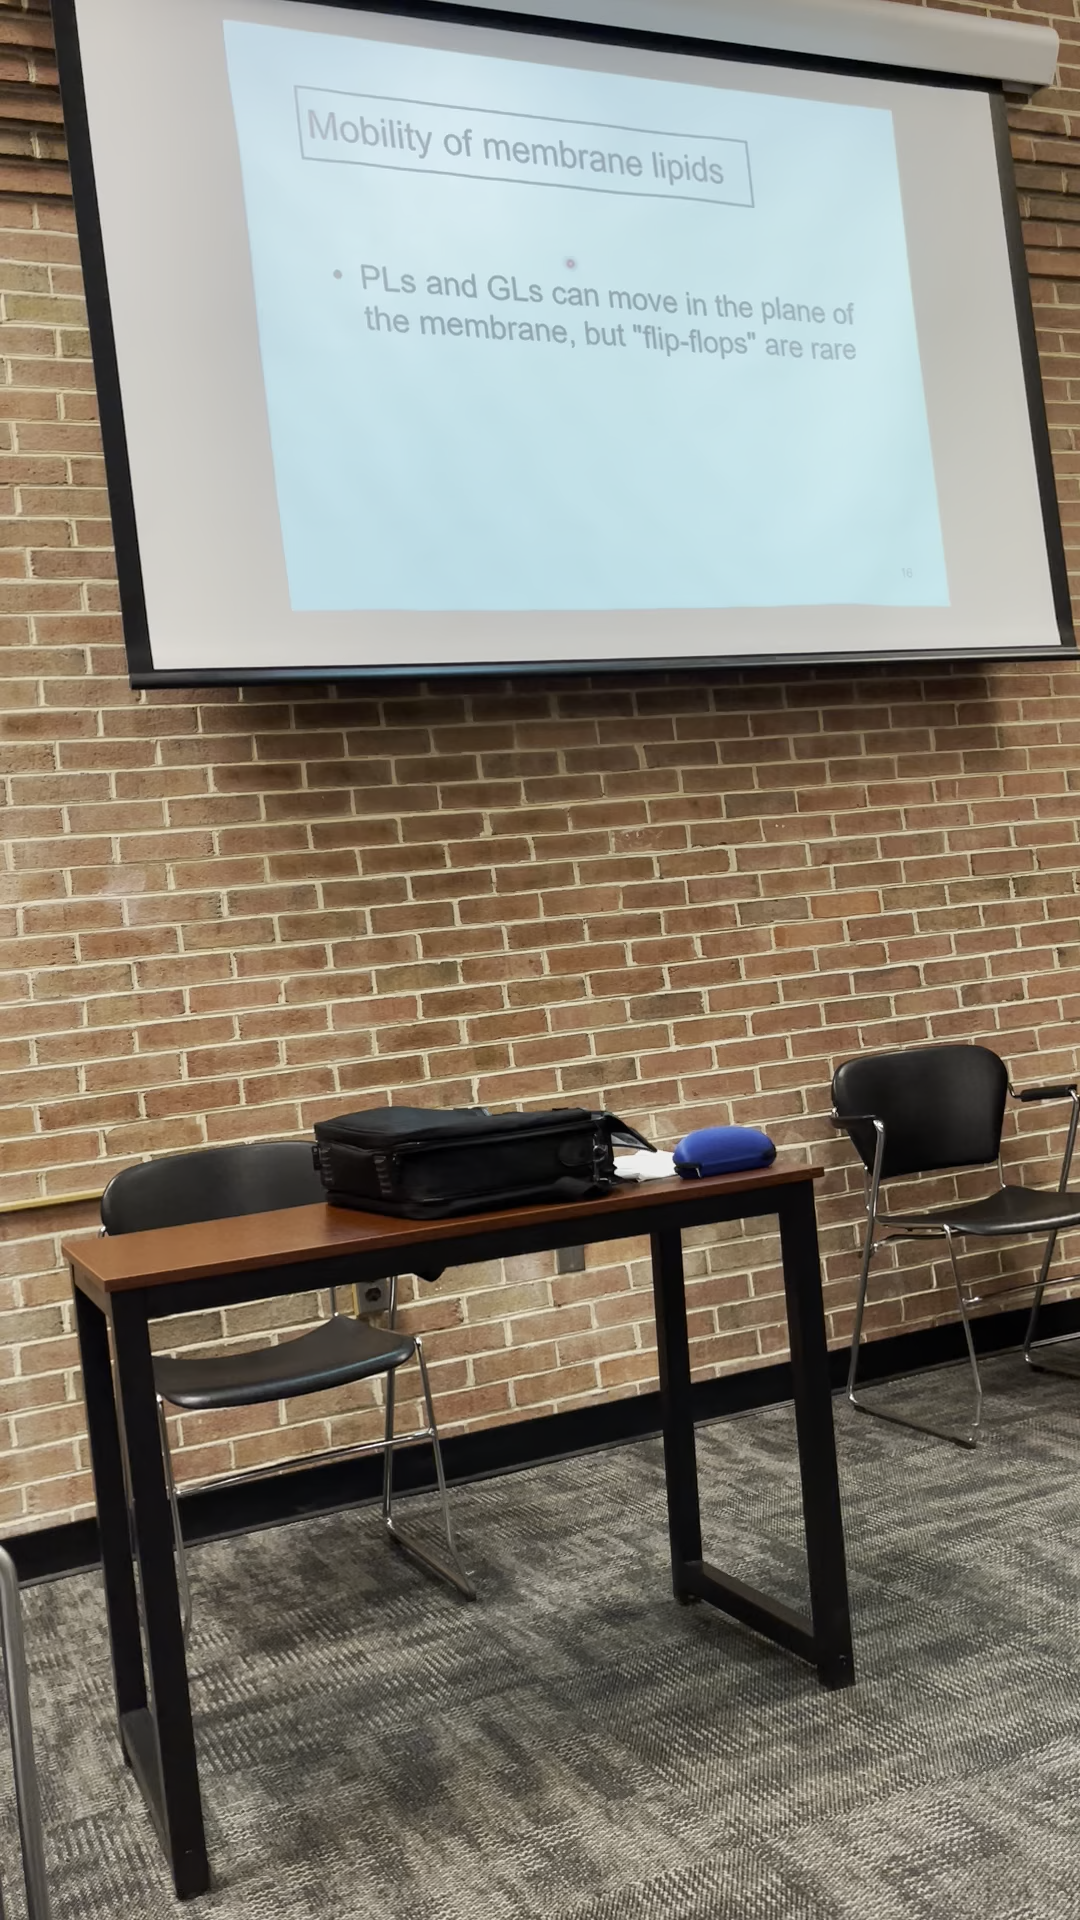 Mobility of membrane lipids
• PLs and GLs can move in the plane of
the membrane, but "flip-flops" are rare
16